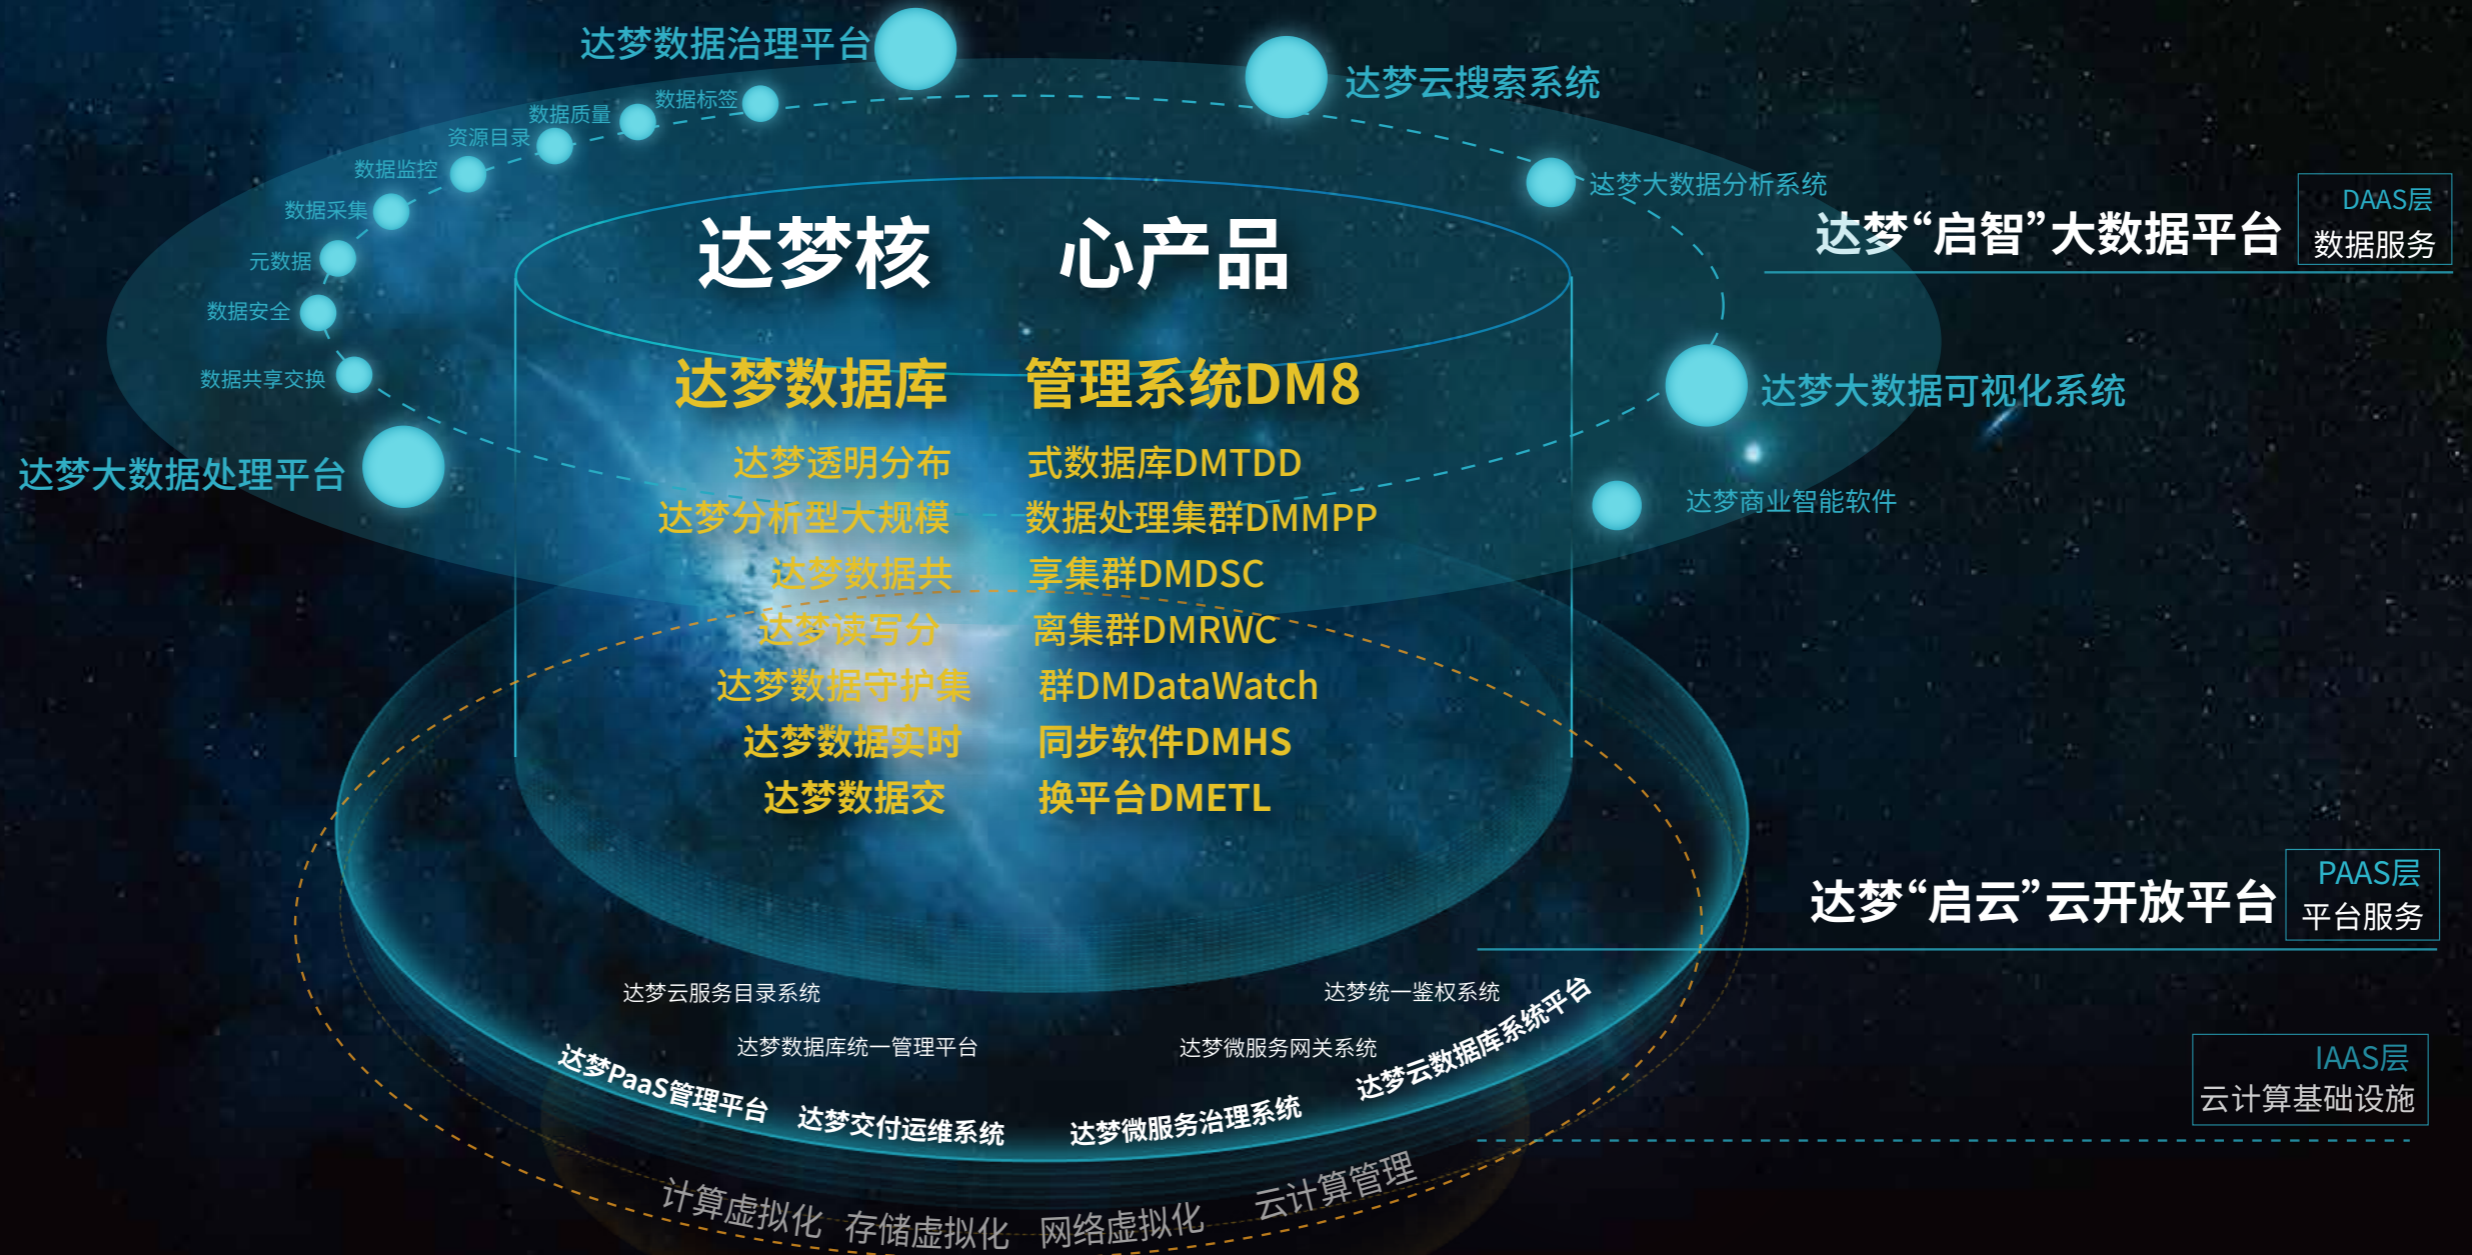 达梦数据治理平台
达梦云搜索系统
数据标签
数据质量
资源目录
数据监控
数据采集
元数据
数据安全
数据共享交换
达梦大数据处理平台
达梦大数据分析系统
达梦“启智”大数据平台
DAAS层
数据服务
达梦大数据可视化系统
达梦商业智能软件
达梦核 心产品
达梦数据库 管理系统DM8
达梦透明分布 式数据库DMTDD
达梦分析型大规模 数据处理集群DMMPP
达梦数据共 享集群DMDSC
达梦读写分 离集群DMRWC
达梦数据守护集 群DMDataWatch
达梦数据实时 同步软件DMHS
达梦数据交 换平台DMETL
达梦“启云”云开放平台
PAAS层
平台服务
达梦云服务目录系统
达梦统一鉴权系统
达梦数据库统一管理平台
达梦微服务网关系统
达梦PaaS管理平台
达梦交付运维系统
达梦微服务治理系统
达梦云数据库系统平台
IAAS层
云计算基础设施
计算虚拟化
存储虚拟化
网络虚拟化
云计算管理